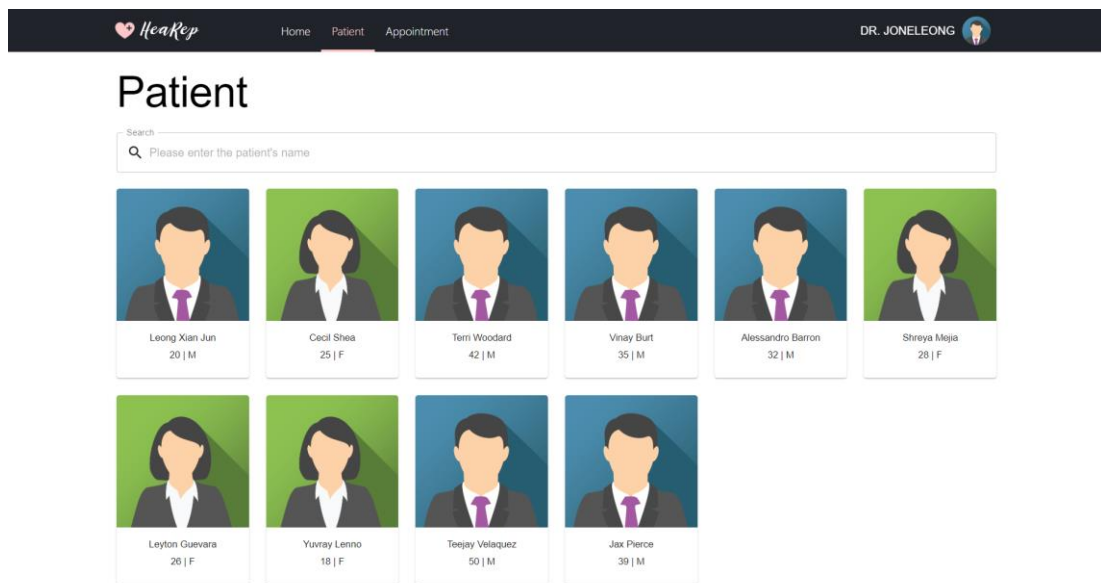 HeaRep
Home Patient Appointment
DR. JONELEONG
Patient
Search
Please enter the patient's name
Leong Xian Jun
20 | M
Cecil Shea
25 | F
Terri Woodard
42 | M
Vinay Burt
35 | M
Alessandro Barron
32 | M
Shreya Mejia
28 | F
Leyton Guevara
26 | F
Yuvray Lenno
18 | F
Teejay Velaquez
50 | M
Jax Pierce
39 | M